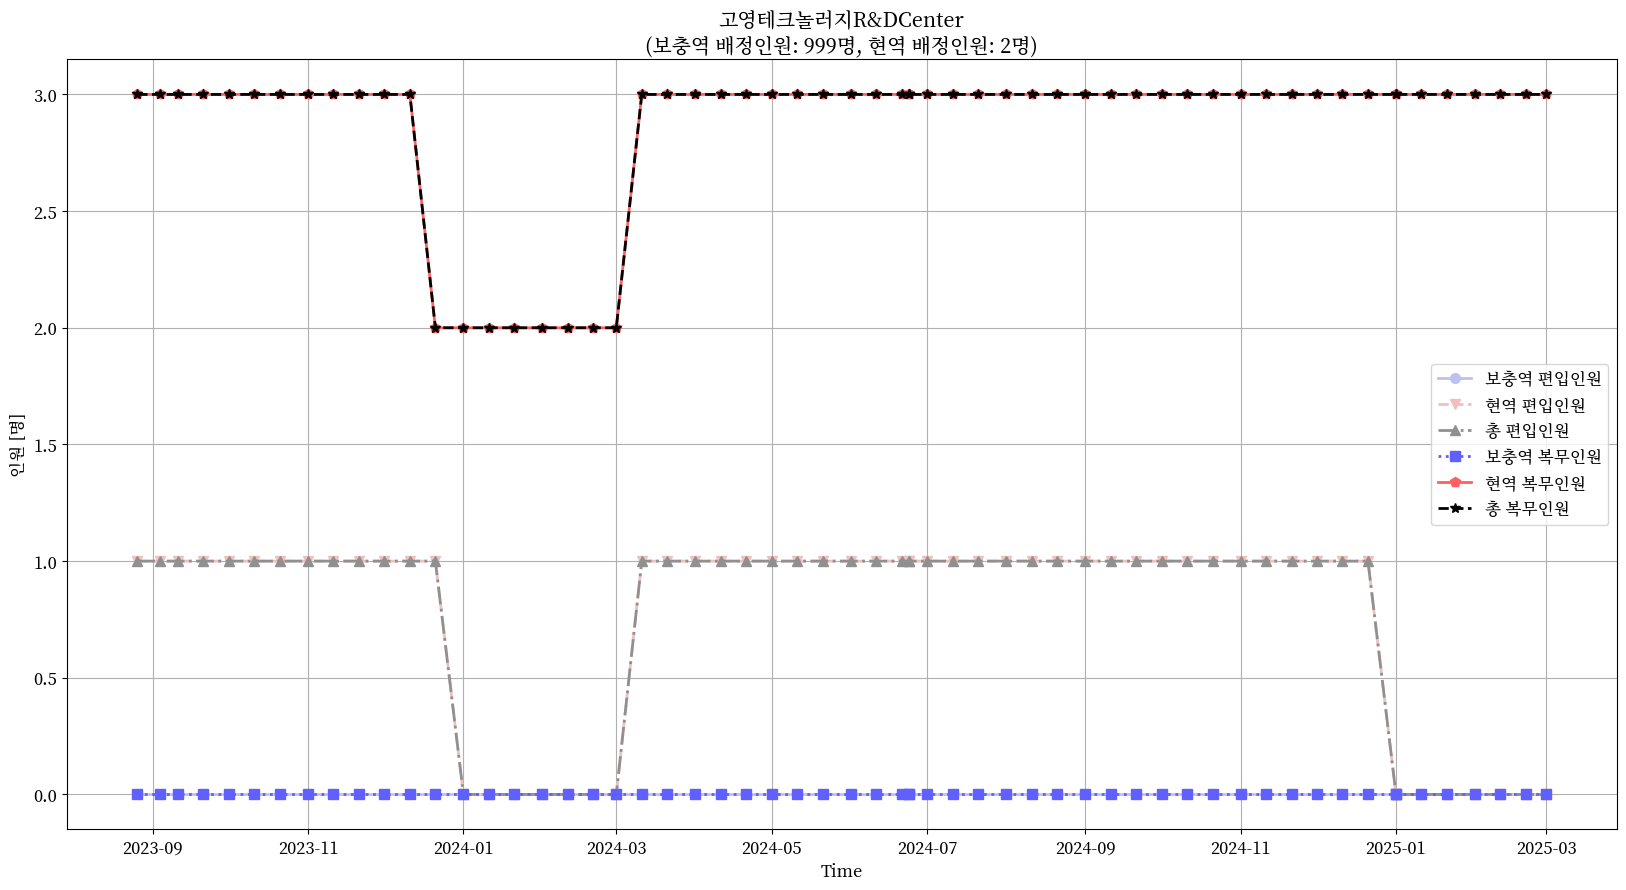 고영테크놀러지R&DCenter
(보충역 배정인원: 999명, 현역 배정인원: 2명)
3.0
2.5
2.0
1.5
1.0
0.5
0.0
인원 [명]
보충역 편입인원
현역 편입인원
총 편입인원
보충역 복무인원
현역 복무인원
총 복무인원
2023-09 2023-11 2024-01 2024-03 2024-05 2024-07 2024-09 2024-11 2025-01 2025-03
Time